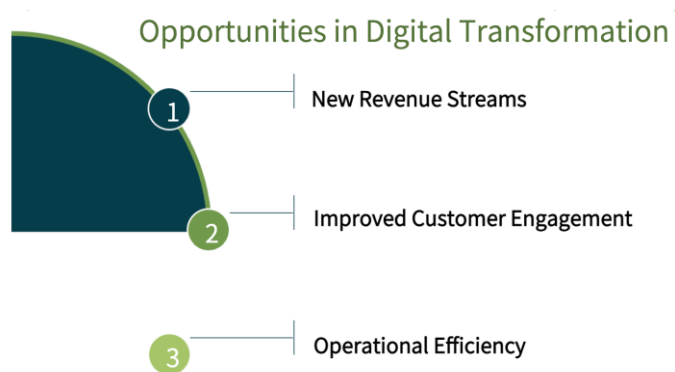 Opportunities in Digital Transformation
1
New Revenue Streams
2
Improved Customer Engagement
3
Operational Efficiency